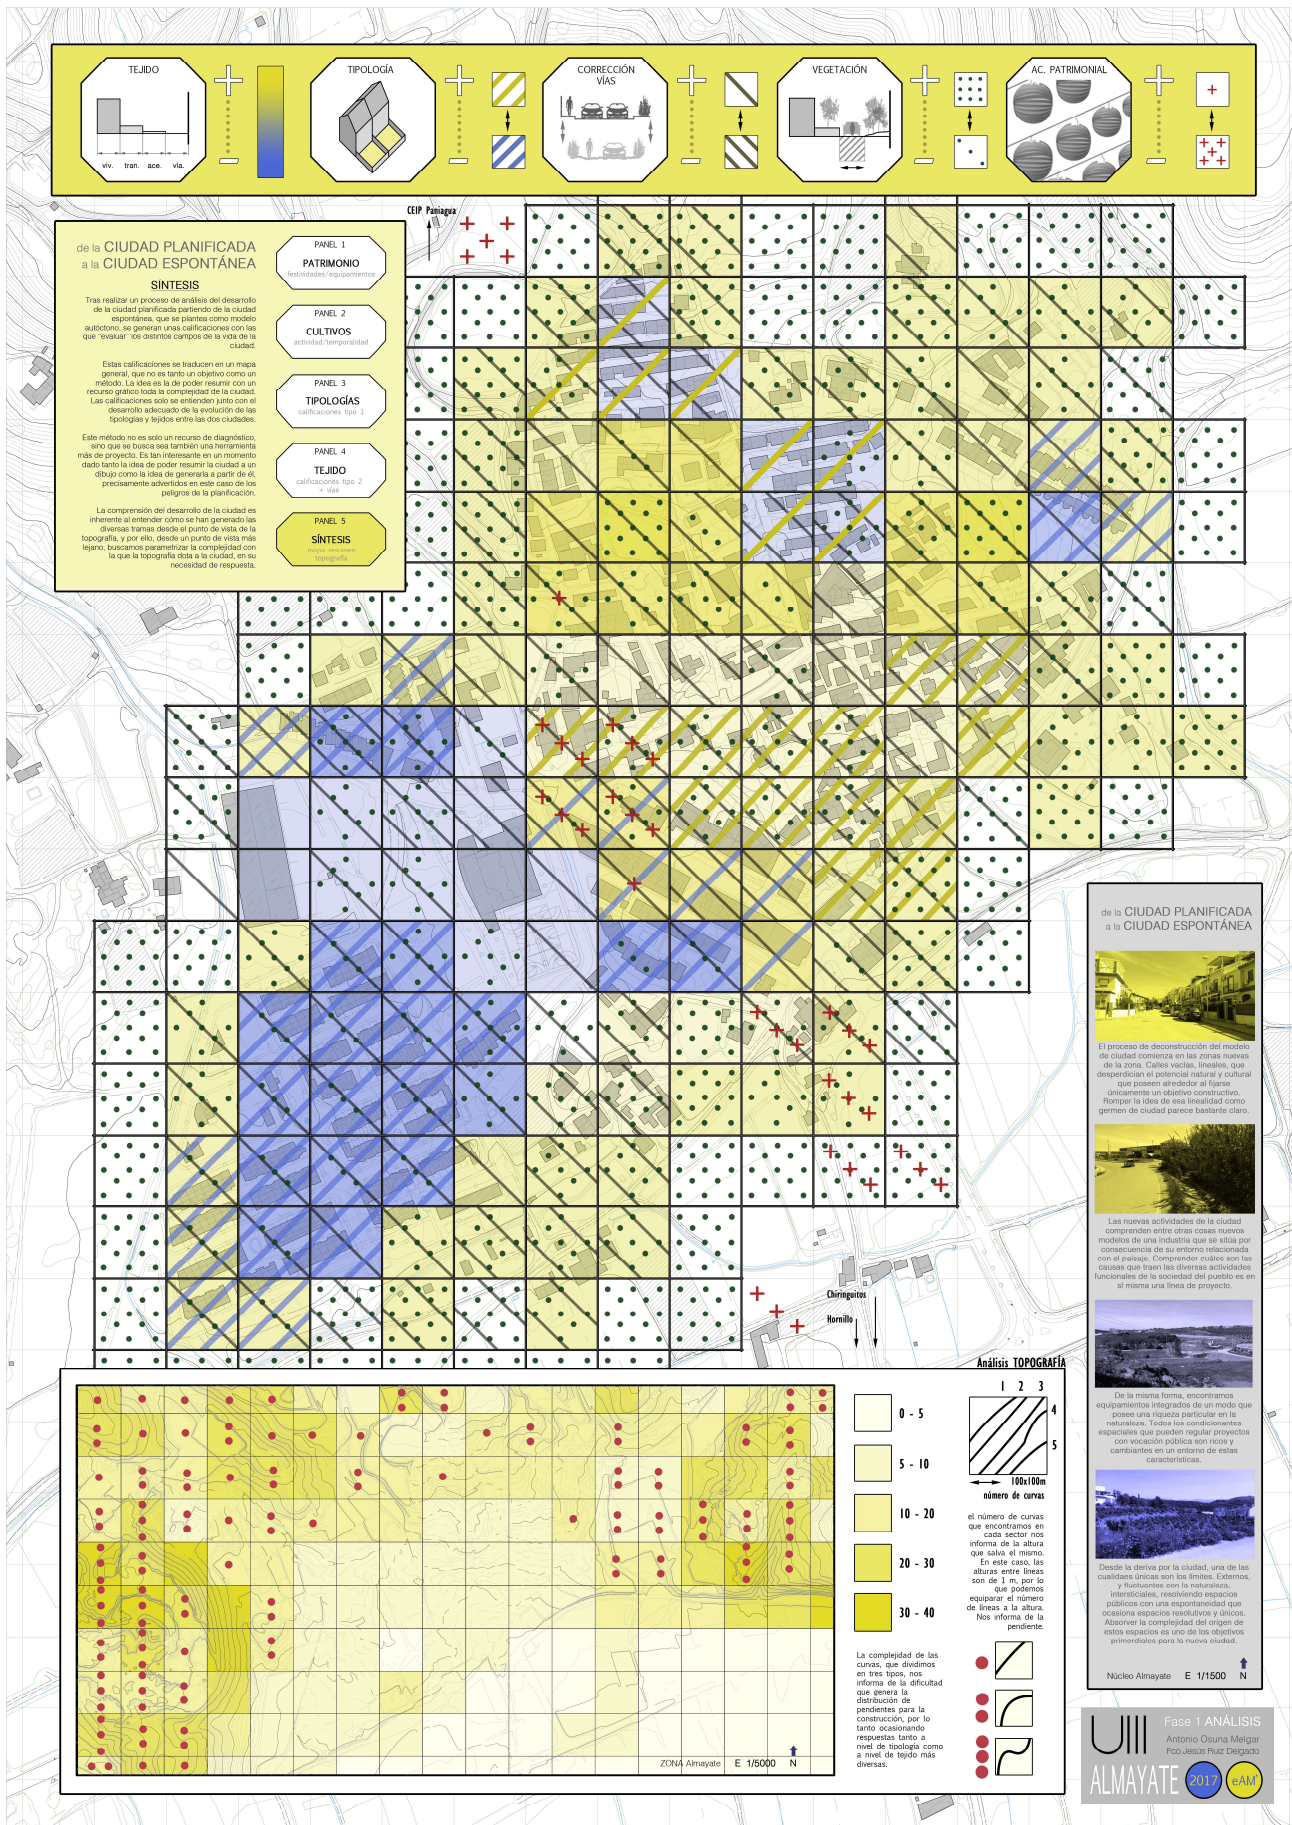 TEJIDO
viv. tran. ace. vía.
TIPOLOGÍA
CORRECCIÓN
VÍAS
VEGETACIÓN
AC. PATRIMONIAL
CEIP Paniagua
de la CIUDAD PLANIFICADA
a la CIUDAD ESPONTÁNEA
SÍNTESIS
Tras realizar un proceso de análisis del desarrollo
de la ciudad planificada partiendo de la ciudad
espontánea, que se plantea como modelo
autóctono, se generan unas calificaciones con las
que "evaluar" los distintos campos de la vida de la
ciudad.
Estas calificaciones se traducen en un mapa
general, que no es tanto un objetivo como un
método. La idea es la de poder resumir con un
recurso gráfico toda la complejidad de la ciudad.
Las calificaciones solo se entienden junto con el
desarrollo adecuado de la evolución de las
tipologías y tejidos entre las dos ciudades.
Este método no es solo un recurso de diagnóstico,
sino que se busca sea también una herramienta
más de proyecto. Es tan interesante en un momento
dado tanto la idea de poder resumir la ciudad a un
dibujo como la idea de generarla a partir de él,
precisamente advertidos en este caso de los
peligros de la planificación.
La comprensión del desarrollo de la ciudad es
inherente al entender cómo se han generado las
diversas tramas desde el punto de vista de la
topografía, y por ello, desde un punto de vista más
lejano, buscamos parametrizar la complejidad con
la que la topografía dota a la ciudad, en su
necesidad de respuesta.
PANEL 1
PATRIMONIO
festividades/equipamientos
PANEL 2
CULTIVOS
actividad/temporalidad
PANEL 3
TIPOLOGÍAS
calificaciones tipo 1
PANEL 4
TEJIDO
calificaciones tipo 2
+ vías
PANEL 5
SÍNTESIS
mapa resumen
topografía
de la CIUDAD PLANIFICADA
a la CIUDAD ESPONTÁNEA
El proceso de deconstrucción del modelo
de ciudad comienza en las zonas nuevas
de la zona. Calles vacías, lineales, que
desperdician el potencial natural y cultural
que poseen alrededor al fijarse
únicamente un objetivo constructivo.
Romper la idea de esa linealidad como
germen de ciudad parece bastante claro.
Las nuevas actividades de la ciudad
comprenden entre otras cosas nuevos
modelos de una industria que se sitúa por
consecuencia de su entorno relacionada
con el paisaje. Comprender cuáles son las
causas que traen las diversas actividades
funcionales de la sociedad del pueblo es en
sí misma una línea de proyecto.
De la misma forma, encontramos
equipamientos integrados de un modo que
posee una riqueza particular en la
naturaleza. Todos los condicionantes
espaciales que pueden regular proyectos
con vocación pública son ricos y
cambiantes en un entorno de estas
características.
Desde la deriva por la ciudad, una de las
cualidades únicas son los límites. Externos,
y fluctuantes con la naturaleza,
intersticiales, resolviendo espacios
públicos con una espontaneidad que
ocasiona espacios resolutivos y únicos.
Absorver la complejidad del origen de
estos espacios es uno de los objetivos
primordiales para la nueva ciudad.
Núcleo Almayate E 1/1500 N
Chiringuitos
Hornillo
Análisis TOPOGRAFÍA
1 2 3
4
5
100x100m
número de curvas
0 - 5
5 - 10
10 - 20
20 - 30
30 - 40
el número de curvas
que encontramos en
cada sector nos
informa de la altura
que salva el mismo.
En este caso, las
alturas entre líneas
son de 1 m, por lo
que podemos
equiparar el número
de líneas a la altura.
Nos informa de la
pendiente.
La complejidad de las
curvas, que dividimos
en tres tipos, nos
informa de la dificultad
que genera la
distribución de
pendientes para la
construcción, por lo
tanto ocasionando
respuestas tanto a
nivel de tipología como
a nivel de tejido más
diversas.
ZONA Almayate E 1/5000 N
UIII
Fase 1 ANÁLISIS
Antonio Osuna Melgar
Fco Jesús Ruiz Delgado
ALMAYATE 2017 eAM'